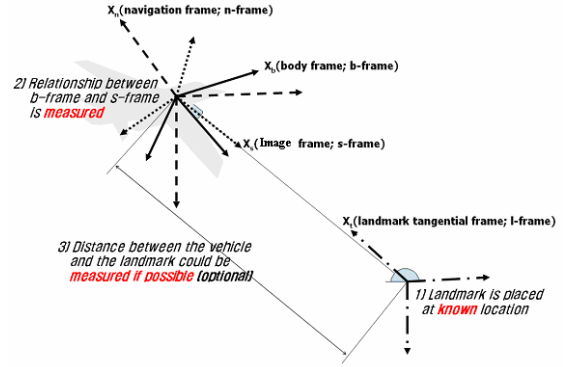 Xn(navigation frame; n-frame)
Xb(body frame; b-frame)
2) Relationship between
b-frame and s-frame
is measured
Xs(Image frame; s-frame)
Xl(landmark tangential frame; l-frame)
3) Distance between the vehicle
and the landmark could be
measured if possible (optional)
1) Landmark is placed
at known location